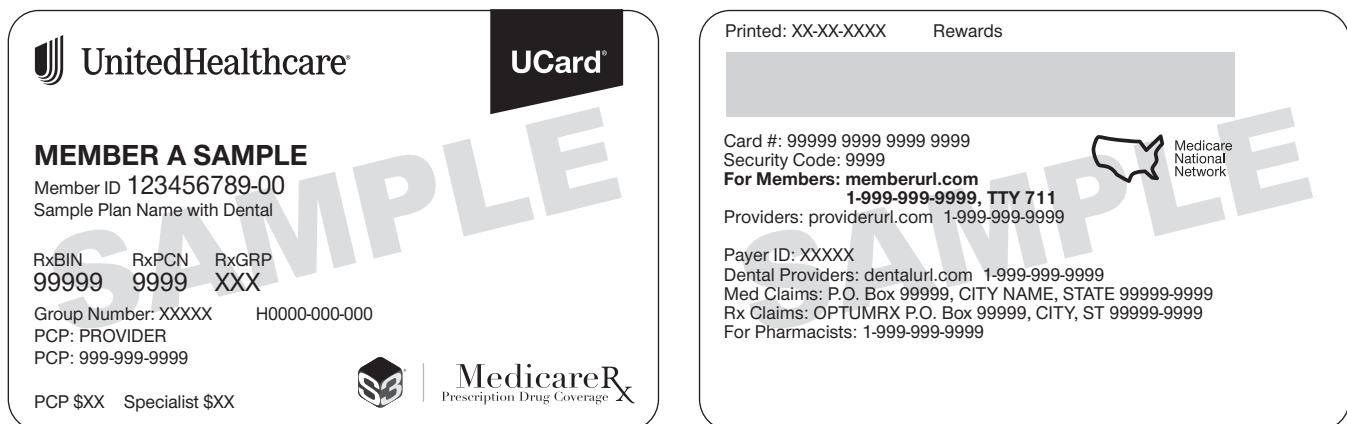 UnitedHealthcare®
UCard®
MEMBER A SAMPLE
Member ID 123456789-00
Sample Plan Name with Dental
RxBIN RxPCN RxGRP
99999 9999 XXX
Group Number: XXXXX H0000-000-000
PCP: PROVIDER
PCP: 999-999-9999
PCP $XX Specialist $XX
S3
MedicareRx
Prescription Drug Coverage
SAMPLE
Printed: XX-XX-XXXX Rewards
Card #: 99999 9999 9999 9999
Security Code: 9999
For Members: memberurl.com
1-999-999-9999, TTY 711
Providers: providerurl.com 1-999-999-9999
Medicare
National
Network
Payer ID: XXXXX
Dental Providers: dentalurl.com 1-999-999-9999
Med Claims: P.O. Box 99999, CITY NAME, STATE 99999-9999
Rx Claims: OPTUMRX P.O. Box 99999, CITY, ST 99999-9999
For Pharmacists: 1-999-999-9999
SAMPLE